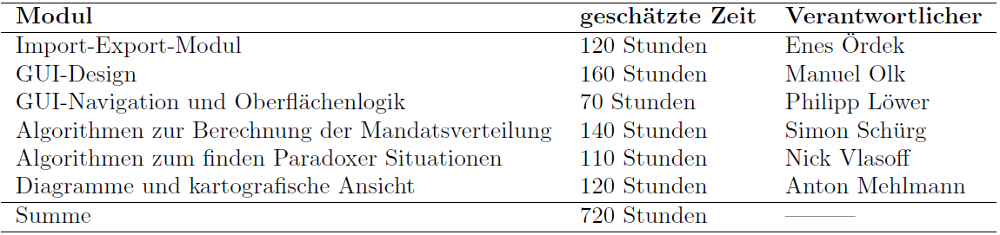 Modul geschätzte Zeit Verantwortlicher
Import-Export-Modul 120 Stunden Enes Ördek
GUI-Design 160 Stunden Manuel Olk
GUI-Navigation und Oberflächenlogik 70 Stunden Philipp Löwer
Algorithmen zur Berechnung der Mandatsverteilung 140 Stunden Simon Schürg
Algorithmen zum finden Paradoxer Situationen 110 Stunden Nick Vlasoff
Diagramme und kartografische Ansicht 120 Stunden Anton Mehlmann
Summe 720 Stunden ———